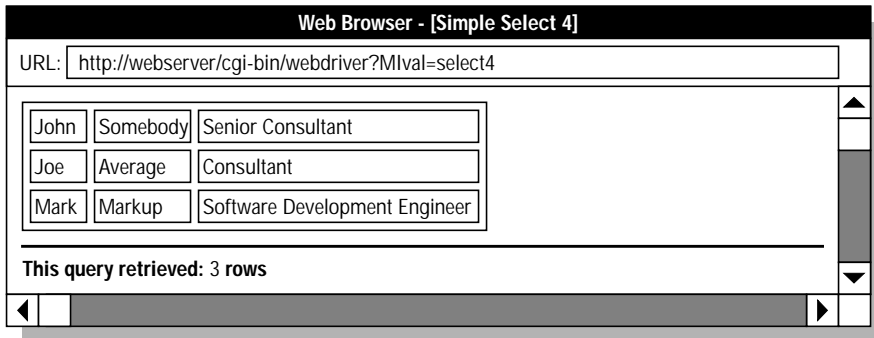 Web Browser - [Simple Select 4]
URL: http://webserver/cgi-bin/webdriver?MIval=select4
John Somebody Senior Consultant
Joe Average Consultant
Mark Markup Software Development Engineer
This query retrieved: 3 rows